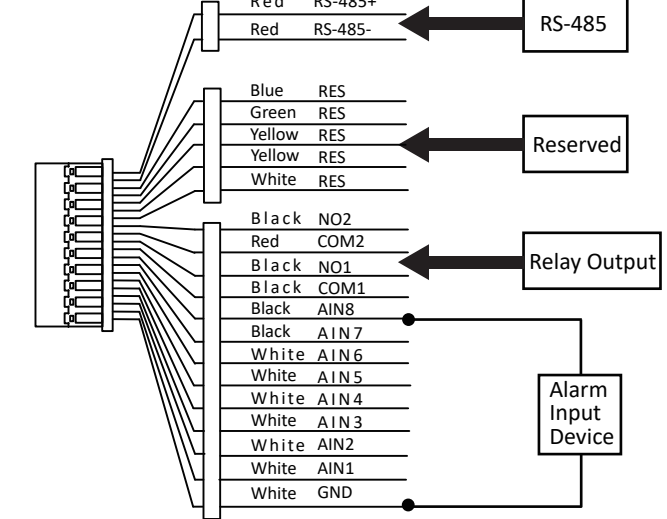 Red RS-485+
Red RS-485-
RS-485
Blue RES
Green RES
Yellow RES
Yellow RES
White RES
Reserved
Black NO2
Red COM2
Black NO1
Black COM1
Relay Output
Black AIN8
Black AIN7
White AIN6
White AIN5
White AIN4
White AIN3
White AIN2
White AIN1
White GND
Alarm
Input
Device